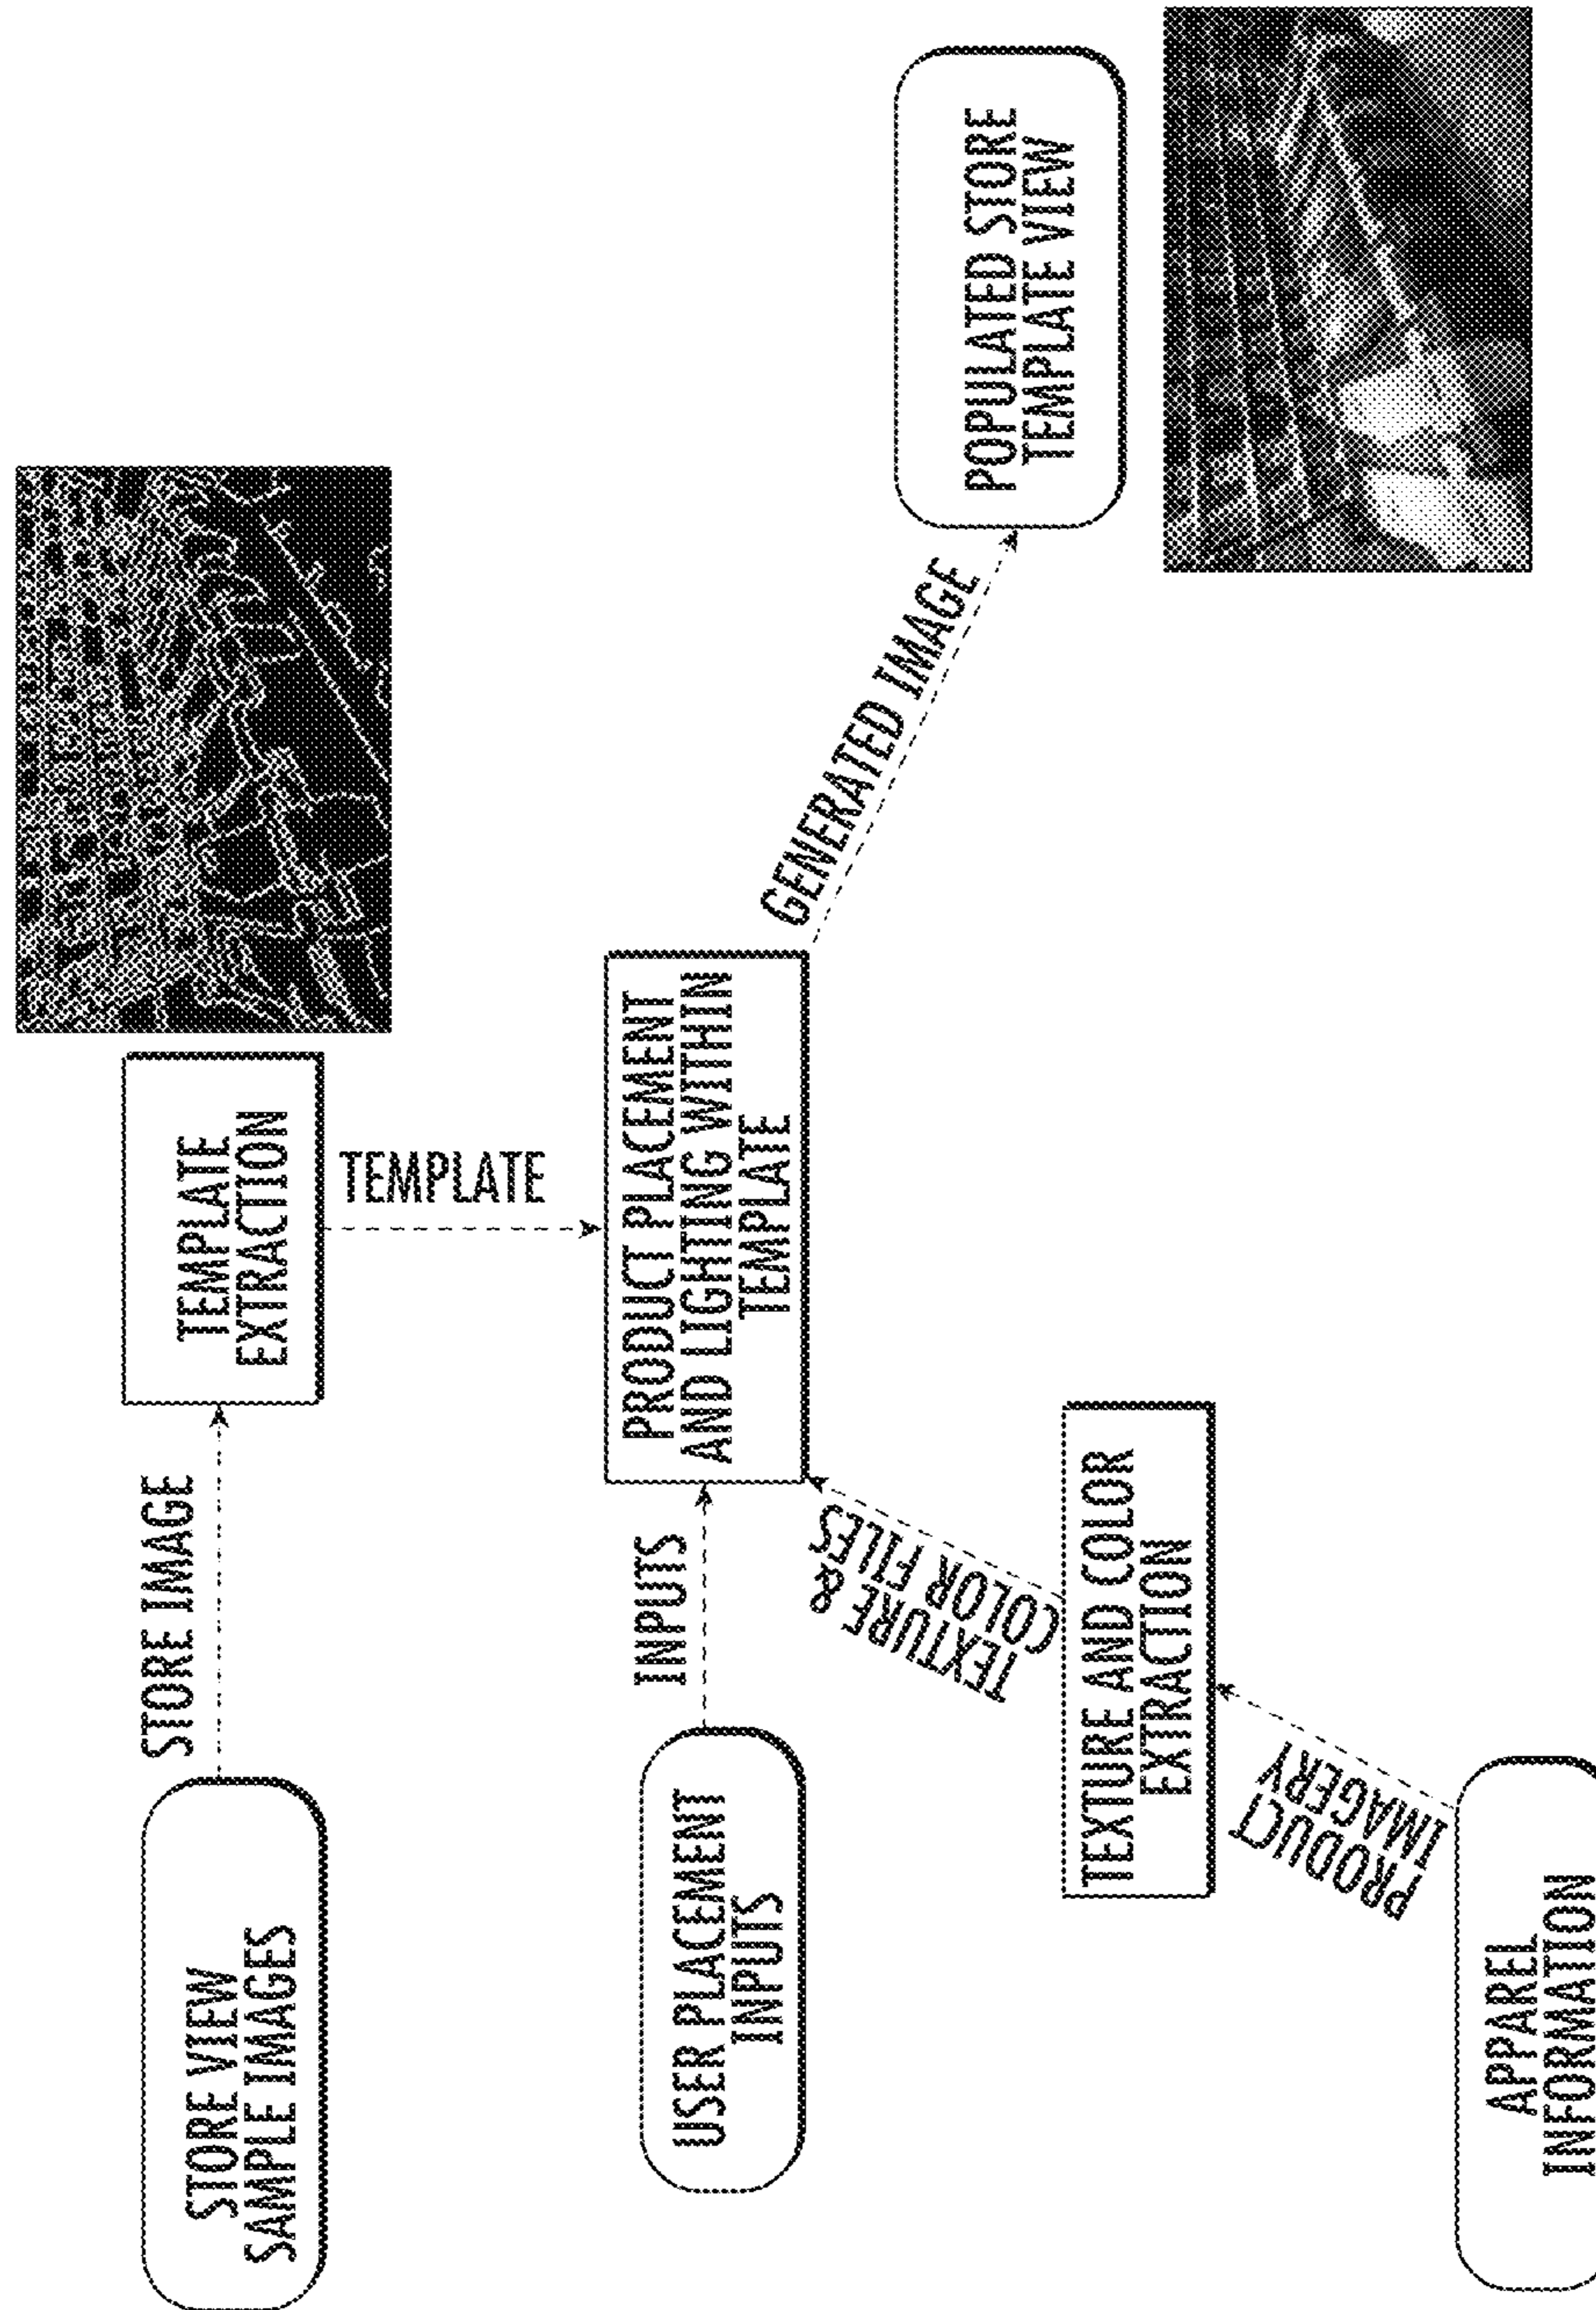 STORE VIEW
SAMPLE IMAGES
STORE IMAGE
TEMPLATE
EXTRACTION
TEMPLATE
USER PLACEMENT
INPUTS
INPUTS
PRODUCT PLACEMENT
AND LIGHTING WITHIN
TEMPLATE
GENERATED IMAGE
POPULATED STORE
TEMPLATE VIEW
TEXTURE &
COLOR FILES
TEXTURE AND COLOR
EXTRACTION
PRODUCT
IMAGERY
APPAREL
INFORMATION